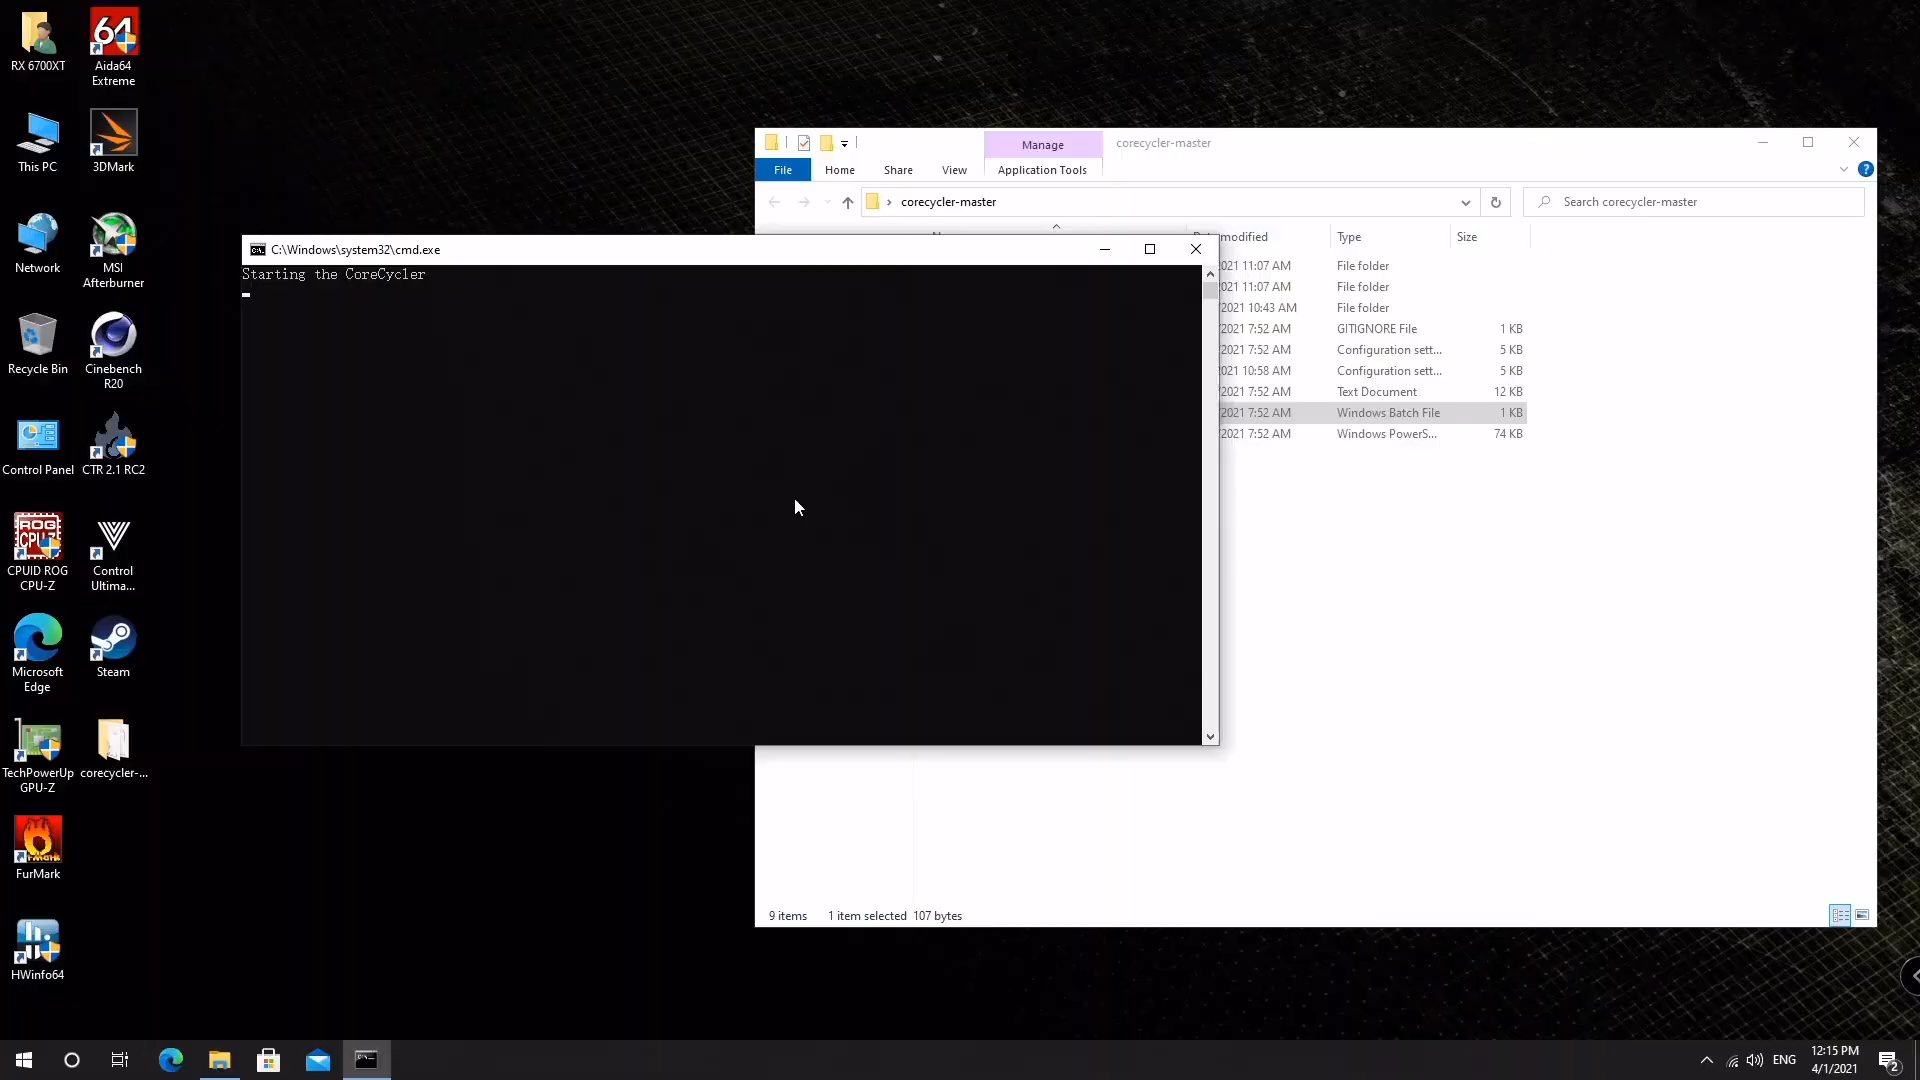 RX 6700XT
64
Aida64
Extreme
This PC
3DMark
Network
MSI
Afterburner
Recycle Bin
Cinebench
R20
Control Panel
CTR 2.1 RC2
ROG
CPU-Z
CPUID ROG
CPU-Z
Control
Ultima...
Microsoft
Edge
Steam
TechPowerUp
GPU-Z
corecycler-...
FurMark
HWinfo64
Manage
corecycler-master
File
Home
Share
View
Application Tools
corecycler-master
Search corecycler-master
modified
Type
Size
021 11:07 AM
File folder
021 11:07 AM
File folder
/2021 10:43 AM
File folder
/2021 7:52 AM
GITIGNORE File
1 KB
/2021 7:52 AM
Configuration sett...
5 KB
021 10:58 AM
Configuration sett...
5 KB
/2021 7:52 AM
Text Document
12 KB
/2021 7:52 AM
Windows Batch File
1 KB
/2021 7:52 AM
Windows PowerS...
74 KB
9 items
1 item selected 107 bytes
C:\Windows\system32\cmd.exe
Starting the CoreCycler
ENG
12:15 PM
4/1/2021
2